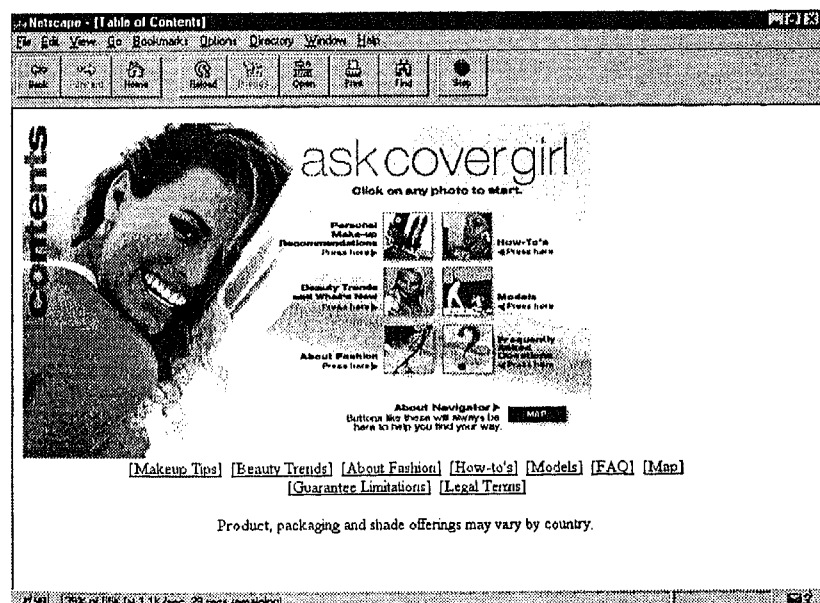 Netscape - [Table of Contents]
File Edit View Go Bookmarks Options Directory Window Help
Back Forward Home Reload Images Open Print Find Stop
contents
ask covergirl
Click on any photo to start.
Personal
Make-up
Recommendations
Press here
How-To's
Press here
Beauty Trends
and What's New
Press here
Models
Press here
About Fashion
Press here
Frequently
Asked
Questions
Press here
About Navigator
Buttons like these will always be
here to help you find your way.
MAP
[Makeup Tips] [Beauty Trends] [About Fashion] [How-to's] [Models] [FAQ] [Map]
[Guarantee Limitations] [Legal Terms]
Product, packaging and shade offerings may vary by country.